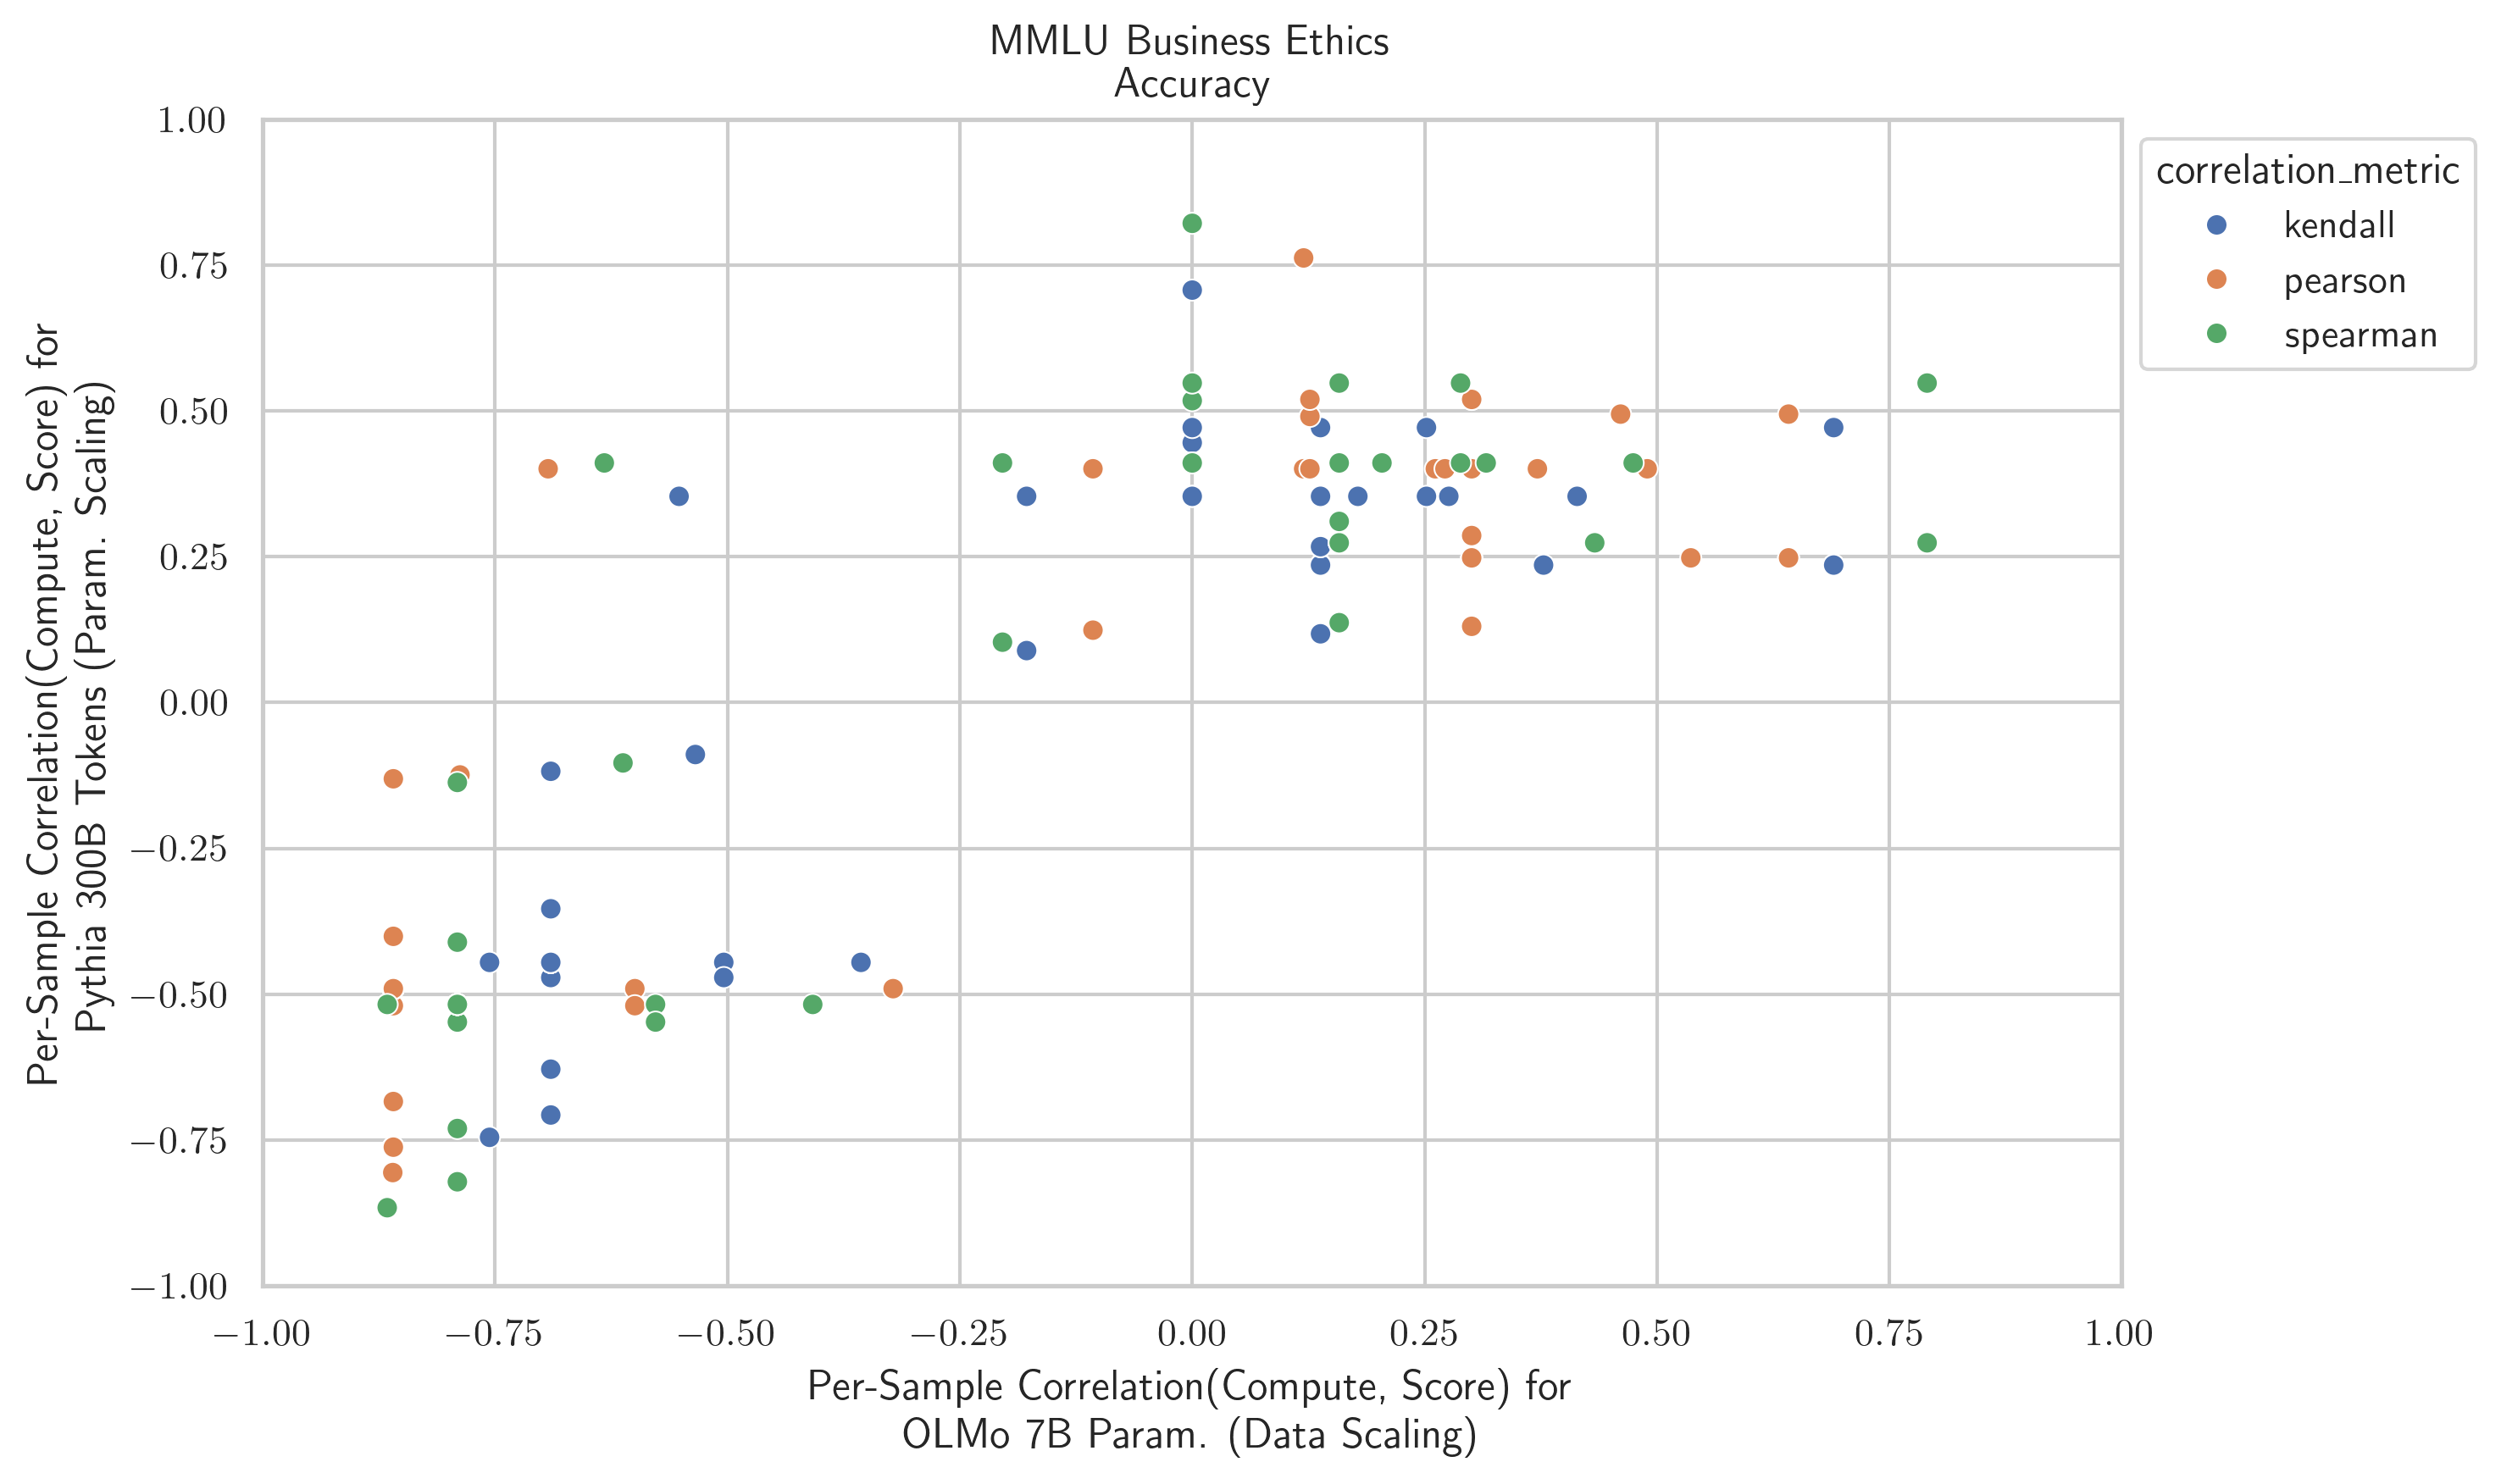 MMLU Business Ethics
Accuracy
1.00
0.75
0.50
0.25
0.00
−0.25
−0.50
−0.75
−1.00
Per-Sample Correlation(Compute, Score) for
Pythia 300B Tokens (Param. Scaling)
correlation_metric
kendall
pearson
spearman
−1.00 −0.75 −0.50 −0.25 0.00 0.25 0.50 0.75 1.00
Per-Sample Correlation(Compute, Score) for
OLMo 7B Param. (Data Scaling)